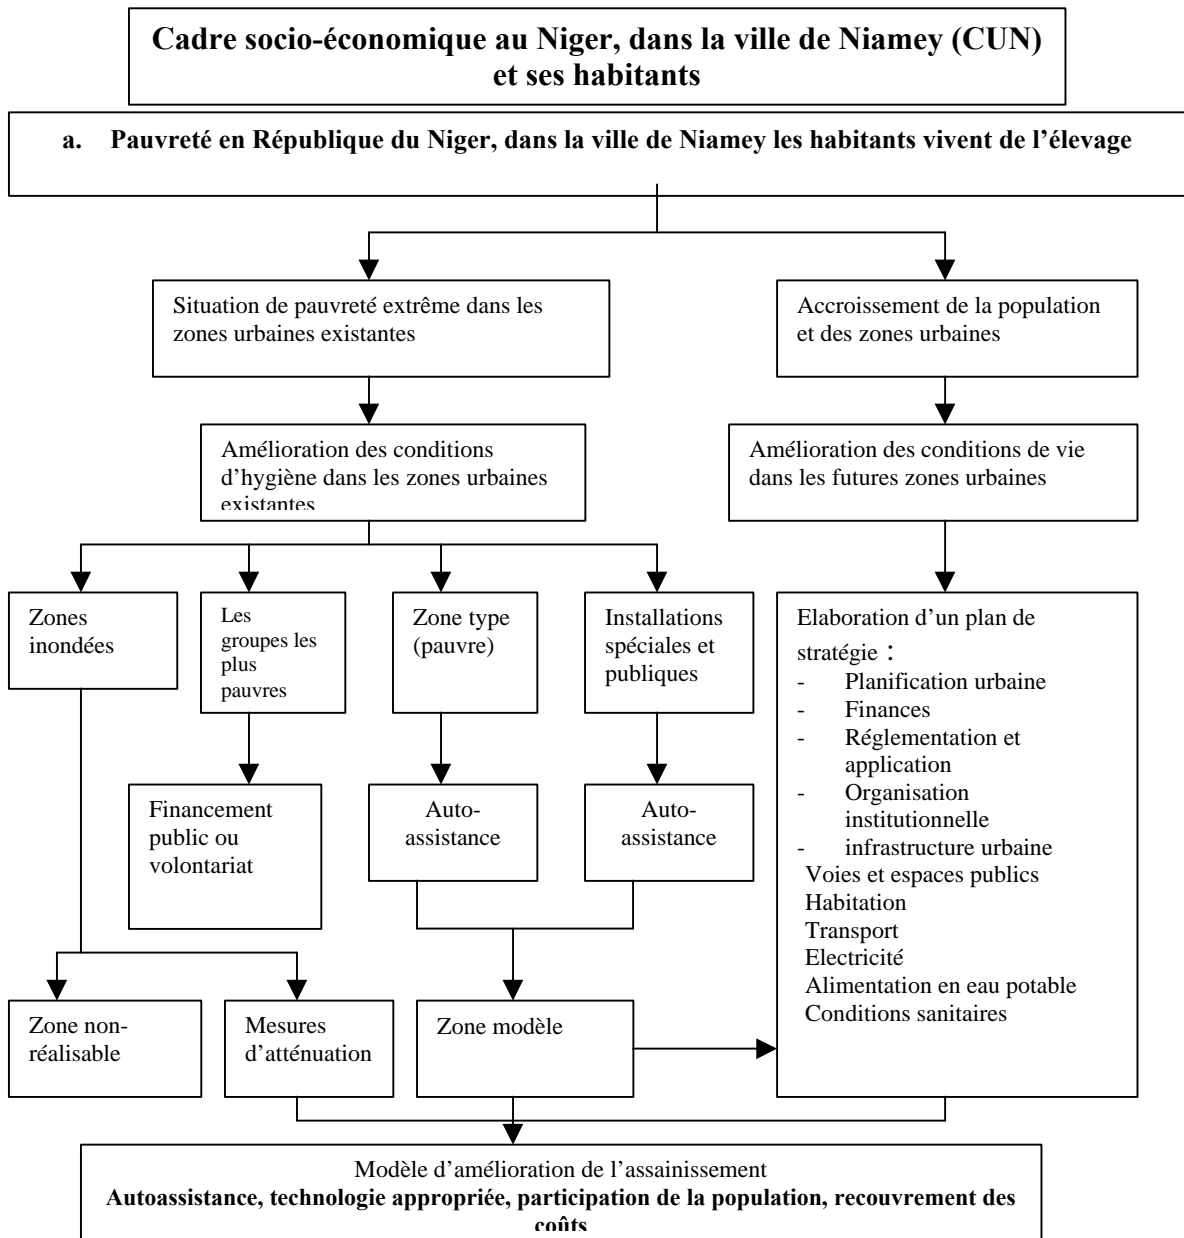 Cadre socio-économique au Niger, dans la ville de Niamey (CUN)
et ses habitants
a. Pauvreté en République du Niger, dans la ville de Niamey les habitants vivent de l’élevage
Situation de pauvreté extrême dans les
zones urbaines existantes
Accroissement de la population
et des zones urbaines
Amélioration des conditions
d’hygiène dans les zones urbaines
existantes
Amélioration des conditions de vie
dans les futures zones urbaines
Zones
inondées
Les
groupes les
plus
pauvres
Zone type
(pauvre)
Installations
spéciales et
publiques
Elaboration d’un plan de
stratégie :
- Planification urbaine
- Finances
- Réglementation et
application
- Organisation
institutionnelle
- infrastructure urbaine
Voies et espaces publics
Habitation
Transport
Electricité
Alimentation en eau potable
Conditions sanitaires
Financement
public ou
volontariat
Auto-
assistance
Auto-
assistance
Zone non-
réalisable
Mesures
d’atténuation
Zone modèle
Modèle d’amélioration de l’assainissement
Autoassistance, technologie appropriée, participation de la population, recouvrement des
coûts